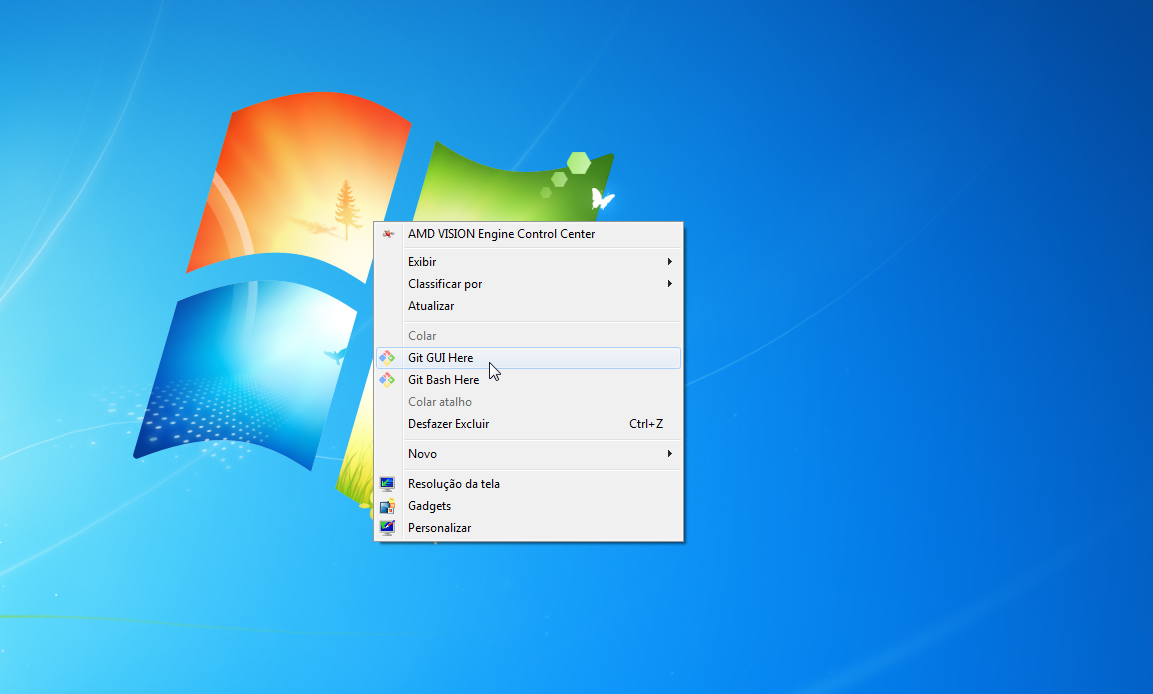 AMD VISION Engine Control Center
Exibir
Classificar por
Atualizar
Colar
Git GUI Here
Git Bash Here
Colar atalho
Desfazer Excluir Ctrl+Z
Novo
Resolução da tela
Gadgets
Personalizar